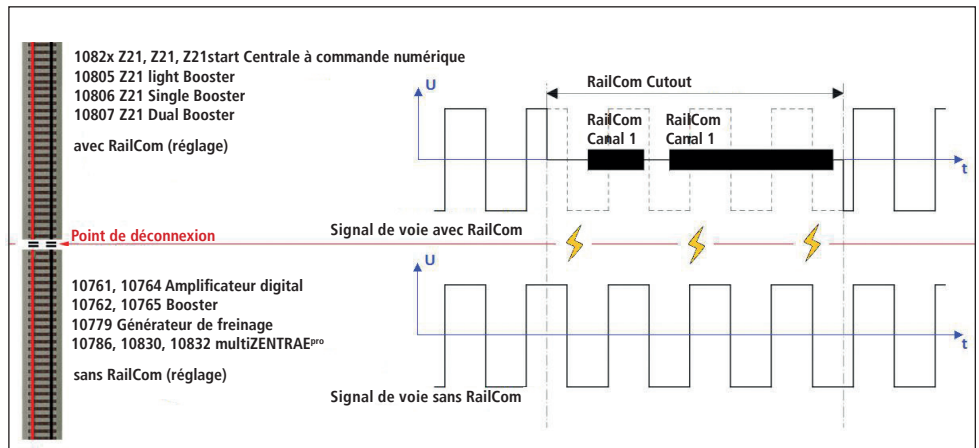 1082x Z21, Z21, Z21start Centrale à commande numérique
10805 Z21 light Booster
10806 Z21 Single Booster
10807 Z21 Dual Booster
avec RailCom (réglage)
U
RailCom Cutout
RailCom
Canal 1
RailCom
Canal 1
t
Signal de voie avec RailCom
Point de déconnexion
10761, 10764 Amplificateur digital
10762, 10765 Booster
10779 Générateur de freinage
10786, 10830, 10832 multiZENTRAEpro
sans RailCom (réglage)
U
t
Signal de voie sans RailCom